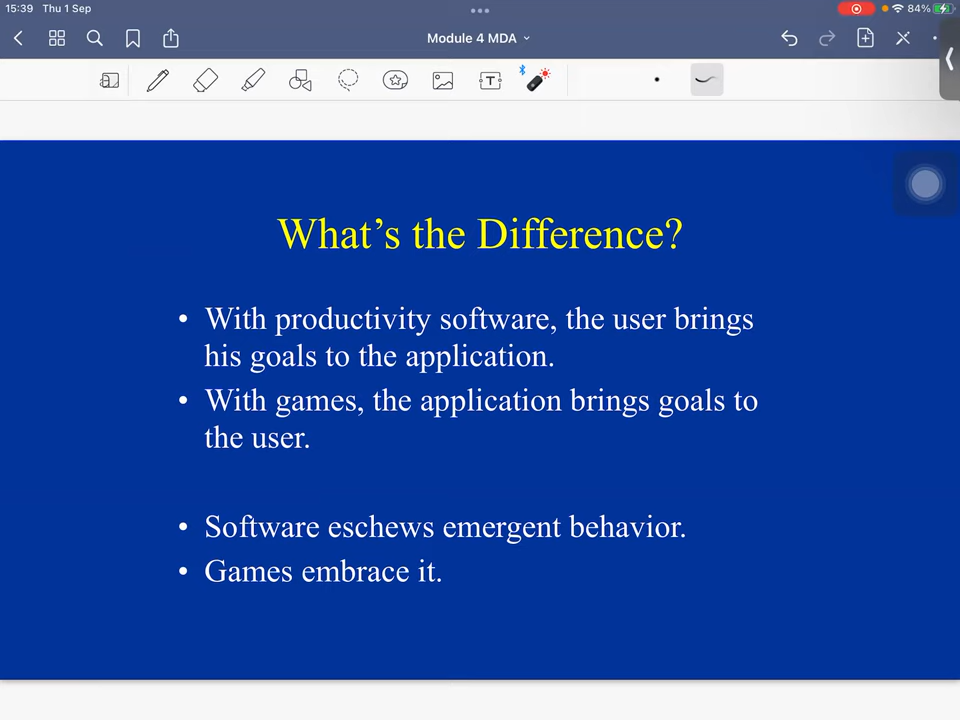 15:39 Thu 1 Sep
84%
Module 4 MDA
T
What's the Difference?
• With productivity software, the user brings
his goals to the application.
• With games, the application brings goals to
the user.
• Software eschews emergent behavior.
• Games embrace it.